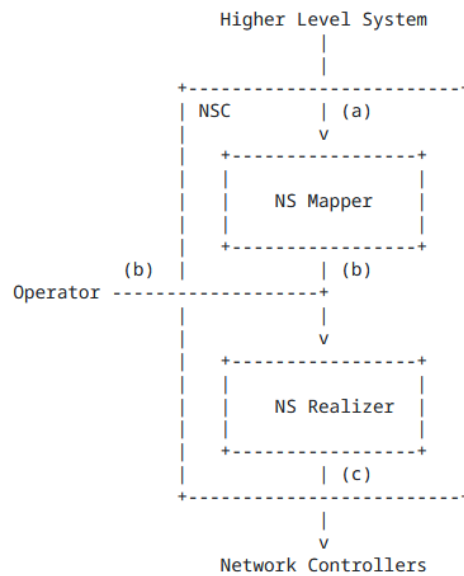 Higher Level System
NSC (a)
NS Mapper
(b) (b)
Operator
NS Realizer
(c)
Network Controllers